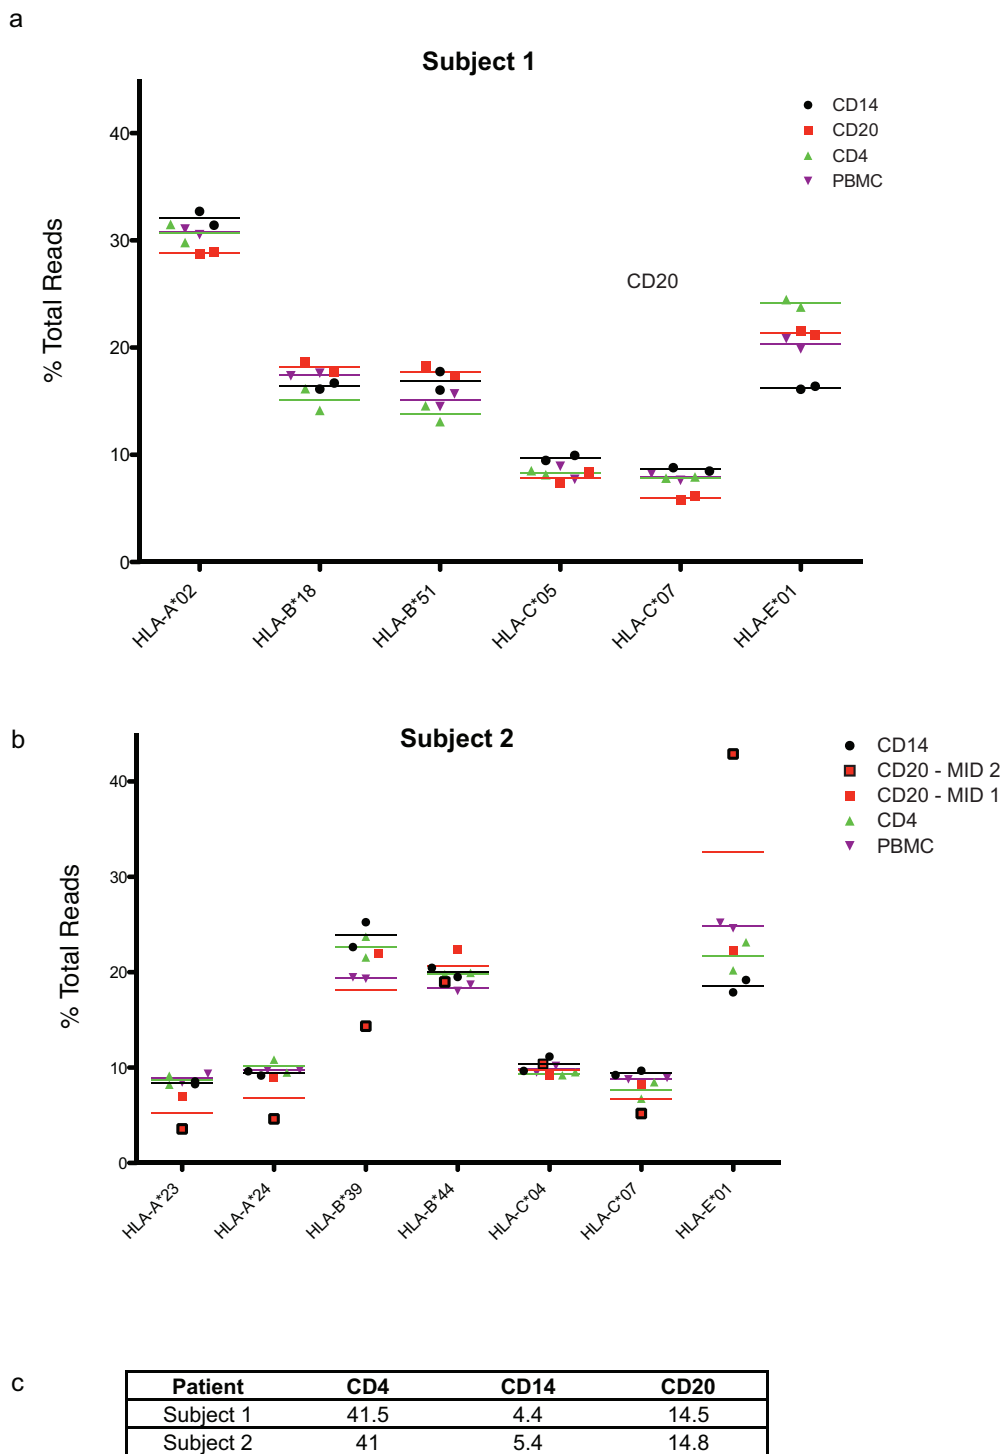 a
Subject 1
CD14
CD20
CD4
PBMC
% Total Reads
40
30
20
10
0
CD20
HLA-A*02
HLA-B*18
HLA-B*51
HLA-C*05
HLA-C*07
HLA-E*01
b
Subject 2
CD14
CD20 - MID 2
CD20 - MID 1
CD4
PBMC
% Total Reads
40
30
20
10
0
HLA-A*23
HLA-A*24
HLA-B*39
HLA-B*44
HLA-C*04
HLA-C*07
HLA-E*01
c
Patient CD4 CD14 CD20
Subject 1 41.5 4.4 14.5
Subject 2 41 5.4 14.8